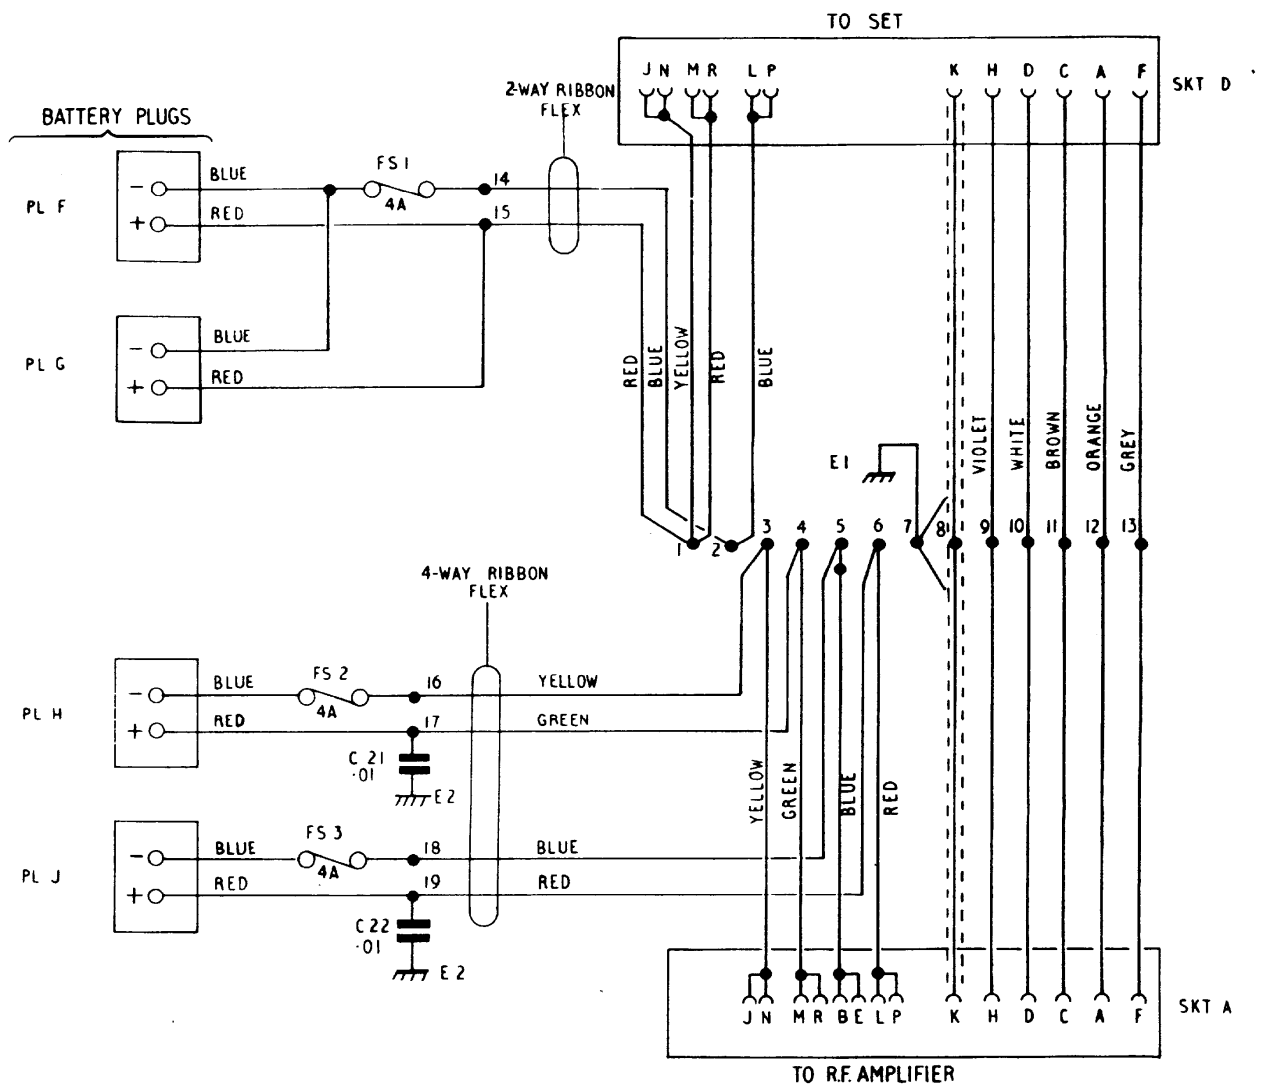 TO SET
J N M R L P K H D C A F
SKT D
2-WAY RIBBON
FLEX
BATTERY PLUGS
PL F
- BLUE
+ RED
FS 1
4A
14
15
PL G
- BLUE
+ RED
RED
BLUE
YELLOW
RED
BLUE
VIOLET
WHITE
BROWN
ORANGE
GREY
E1
1 2 3 4 5 6 7 8 9 10 11 12 13
4-WAY RIBBON
FLEX
PL H
- BLUE
+ RED
FS 2
4A
16
17
YELLOW
GREEN
C 21
·01
E2
PL J
- BLUE
+ RED
FS 3
4A
18
19
BLUE
RED
C 22
·01
E2
YELLOW
GREEN
BLUE
RED
J N M R B E L P K H D C A F
SKT A
TO R.F. AMPLIFIER